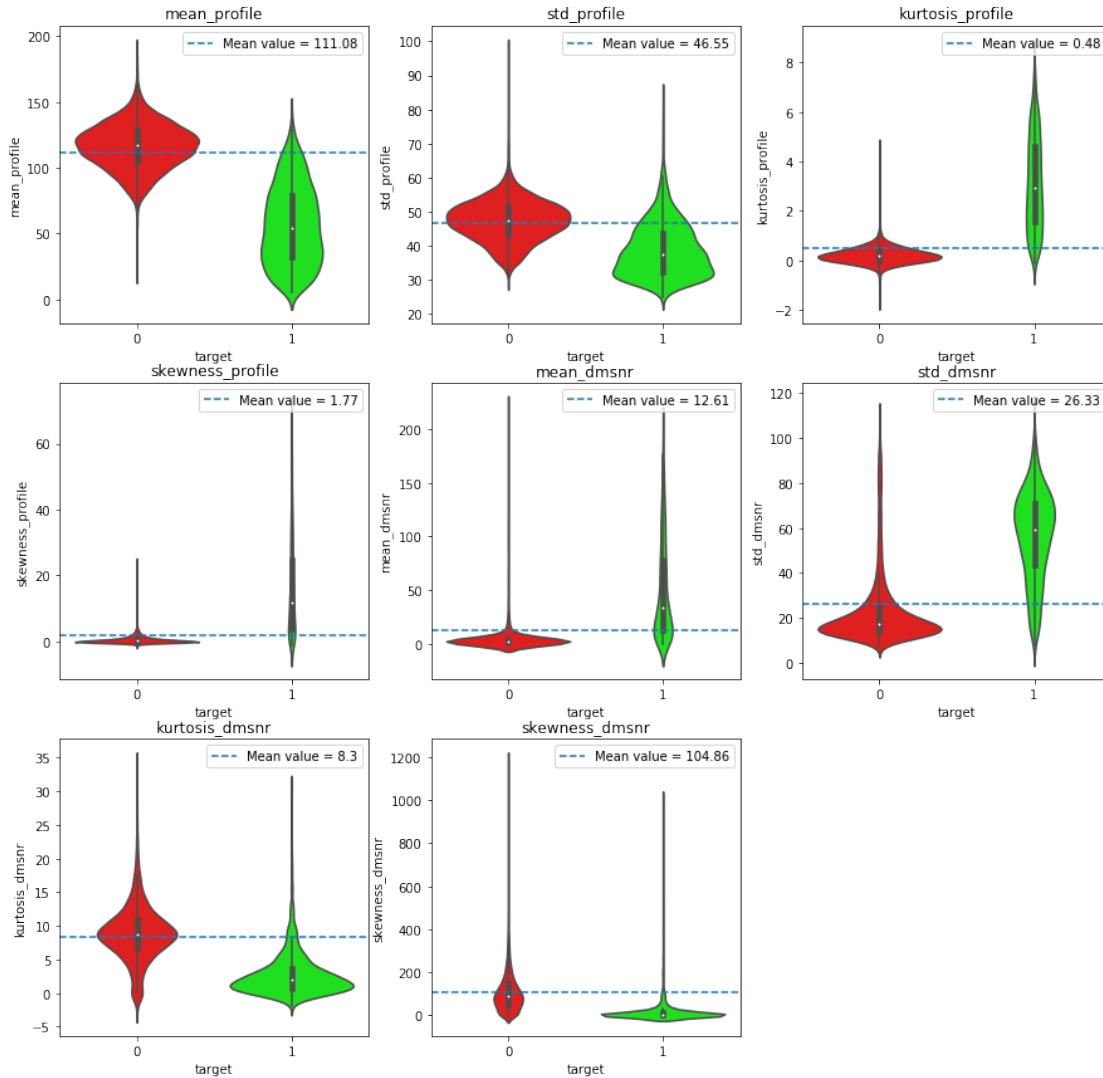 mean_profile
Mean value = 111.08
200
150
100
50
0
mean_profile
0
1
target
std_profile
Mean value = 46.55
100
90
80
70
60
50
40
30
20
std_profile
0
1
target
kurtosis_profile
Mean value = 0.48
8
6
4
2
0
−2
kurtosis_profile
0
1
target
skewness_profile
Mean value = 1.77
60
40
20
0
skewness_profile
0
1
target
mean_dmsnr
Mean value = 12.61
200
150
100
50
0
mean_dmsnr
0
1
target
std_dmsnr
Mean value = 26.33
120
100
80
60
40
20
0
std_dmsnr
0
1
target
kurtosis_dmsnr
Mean value = 8.3
35
30
25
20
15
10
5
0
−5
kurtosis_dmsnr
0
1
target
skewness_dmsnr
Mean value = 104.86
1200
1000
800
600
400
200
0
skewness_dmsnr
0
1
target